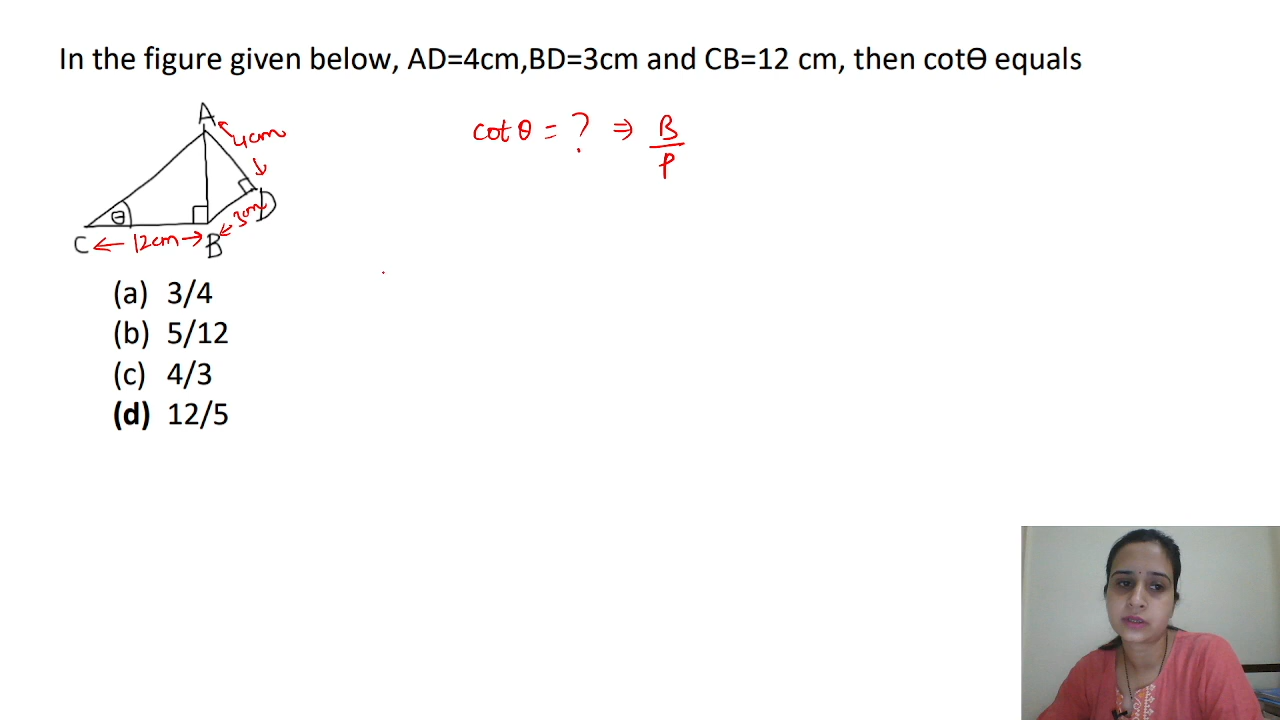 In the figure given below, AD=4cm,BD=3cm and CB=12 cm, then cotΘ equals
A
4cm
cot θ = ? ⇒ B/P
D
θ
3cm
C
12cm
B
(a) 3/4
(b) 5/12
(c) 4/3
(d) 12/5